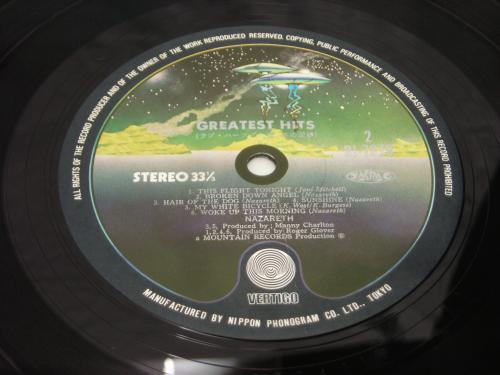 ALL RIGHTS OF THE RECORD PRODUCER AND OF THE OWNER OF THE WORK REPRODUCED RESERVED. COPYING, PUBLIC PERFORMANCE AND BROADCASTING OF THIS RECORD PROHIBITED
GREATEST HITS
2
STEREO 33⅓
1. THIS FLIGHT TONIGHT (Joni Mitchell)
2. BROKEN DOWN ANGEL (Nazareth)
3. HAIR OF THE DOG (Nazareth) 4. SUNSHINE (Nazareth)
5. MY WHITE BICYCLE (K. West/K. Burgess)
6. WOKE UP THIS MORNING (Nazareth)
NAZARETH
3, 5, Produced by: Manny Charlton
1, 2, 4, 6, Produced by Roger Glover
a MOUNTAIN RECORDS Production ℗
VERTIGO
MANUFACTURED BY NIPPON PHONOGRAM CO. LTD., TOKYO